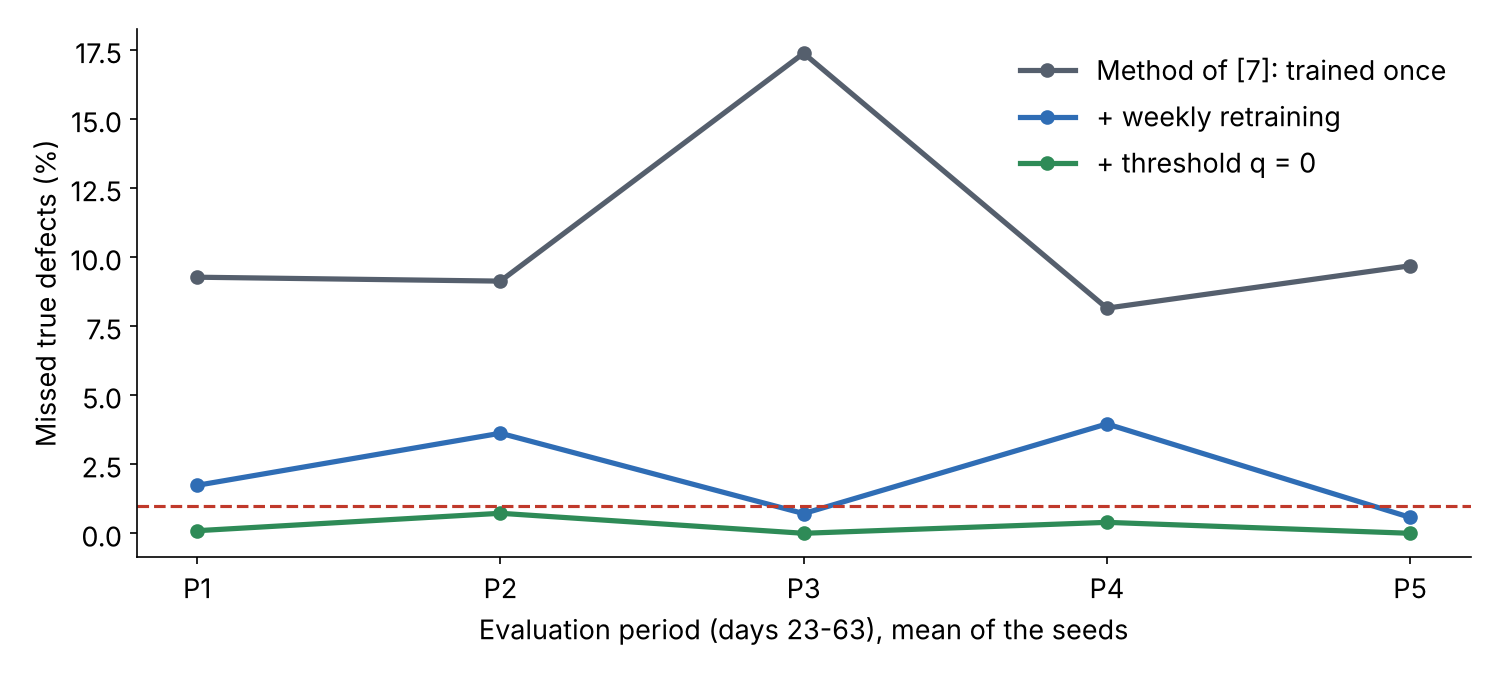 17.5
15.0
12.5
10.0
7.5
5.0
2.5
0.0
Missed true defects (%)
Method of [7]: trained once
+ weekly retraining
+ threshold q = 0
P1 P2 P3 P4 P5
Evaluation period (days 23-63), mean of the seeds